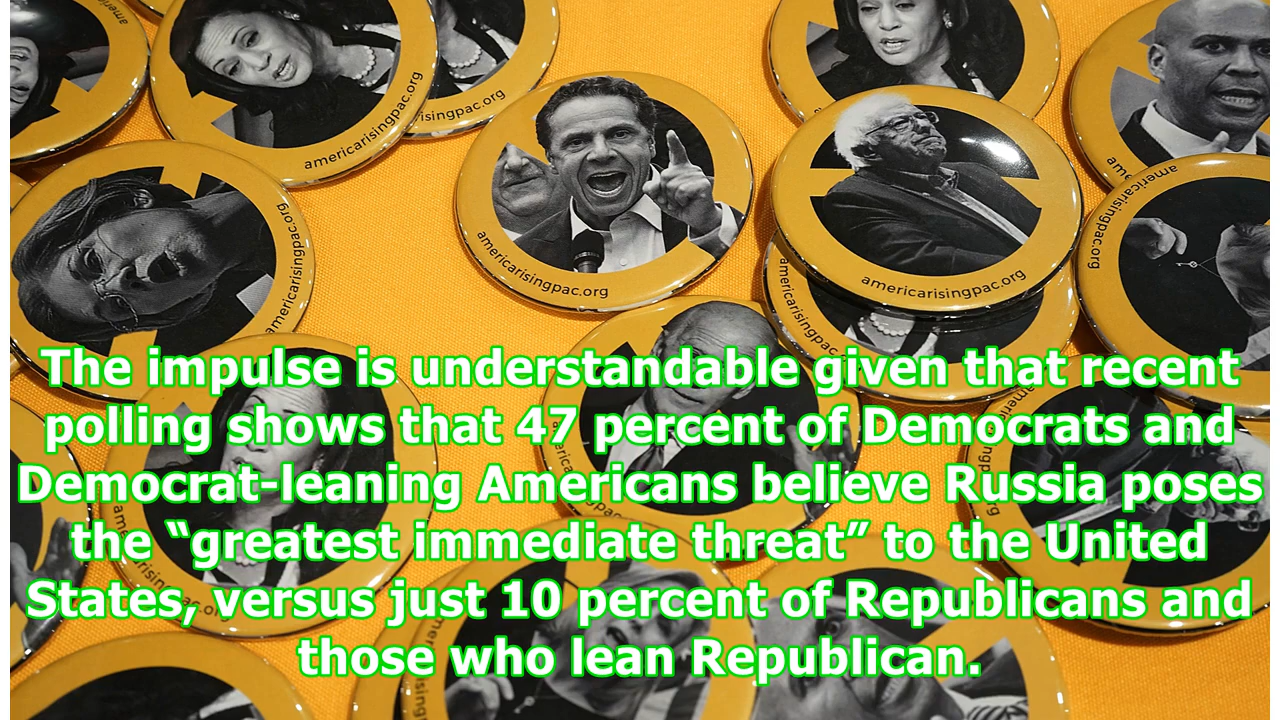 americarisingpac.org
americarisingpac.org
americarisingpac.org
americarisingpac.org
americarisingpac.org
americarisingpac.org
The impulse is understandable given that recent
polling shows that 47 percent of Democrats and
Democrat-leaning Americans believe Russia poses
the “greatest immediate threat” to the United
States, versus just 10 percent of Republicans and
those who lean Republican.